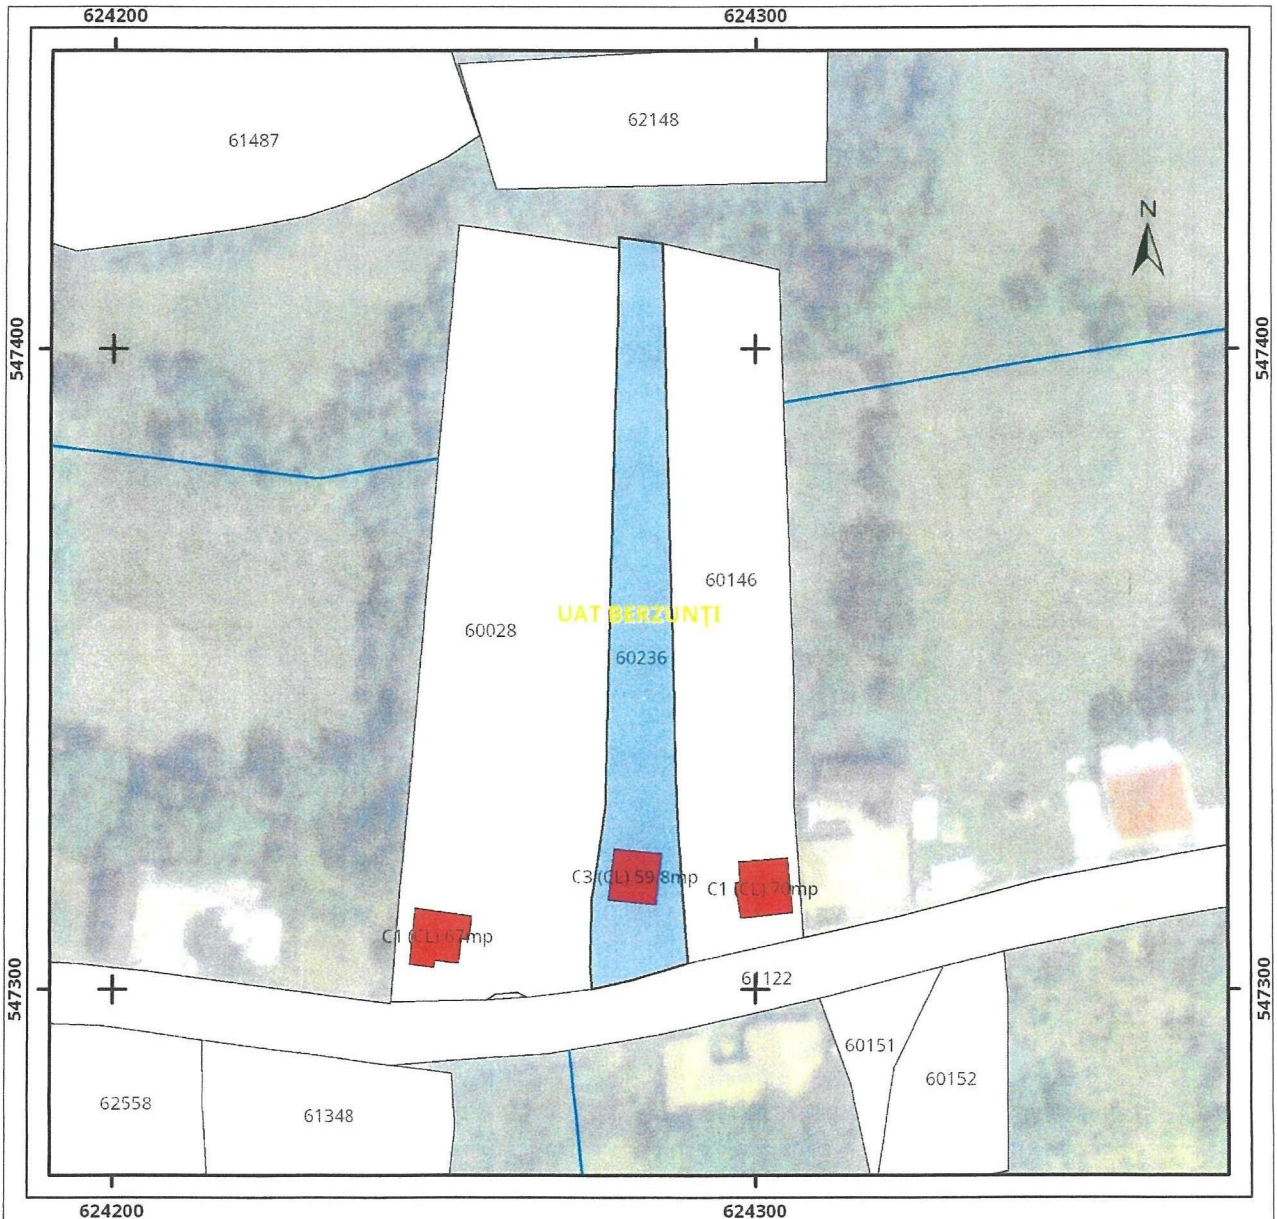 624200 624300
61487
62148
N
547400 547400
60146
UAT BERZUNȚI
60028
60236
C3 (CL) 59.8mp
C1 (CL) 70mp
C1 (CL) 67mp
61122
547300 547300
60151
60152
62558
61348
624200 624300